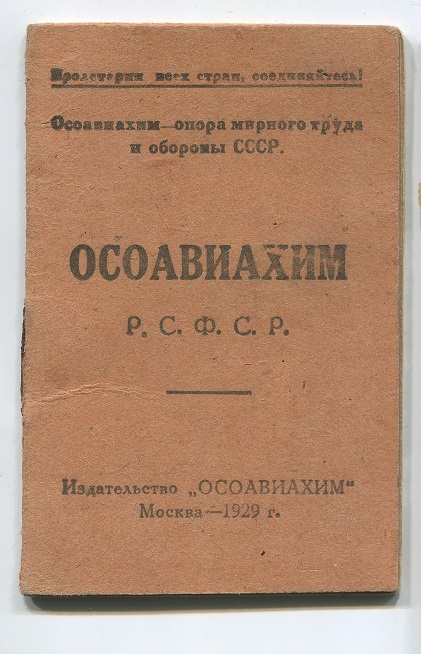 Пролетарии всех стран, соединяйтесь!
Осоавиахим—опора мирного труда
и обороны СССР.
ОСОАВИАХИМ
Р. С. Ф. С. Р.
Издательство „ОСОАВИАХИМ“
Москва—1929 г.